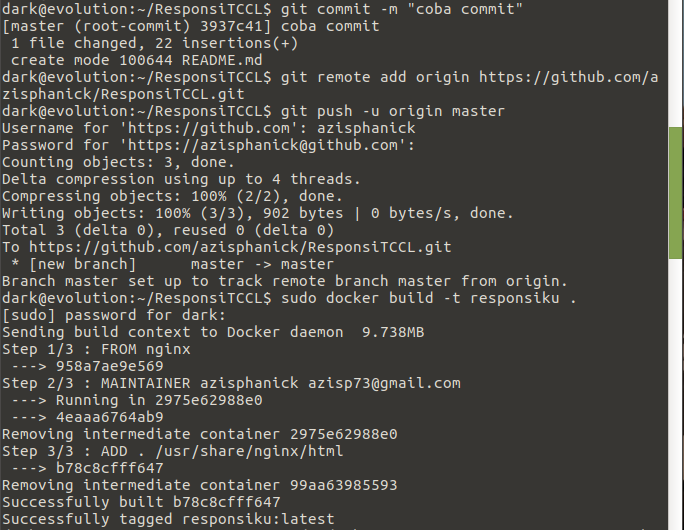 dark@evolution:~/ResponsiTCCL$ git commit -m "coba commit"
[master (root-commit) 3937c41] coba commit
 1 file changed, 22 insertions(+)
 create mode 100644 README.md
dark@evolution:~/ResponsiTCCL$ git remote add origin https://github.com/a
zisphanick/ResponsiTCCL.git
dark@evolution:~/ResponsiTCCL$ git push -u origin master
Username for 'https://github.com': azisphanick
Password for 'https://azisphanick@github.com':
Counting objects: 3, done.
Delta compression using up to 4 threads.
Compressing objects: 100% (2/2), done.
Writing objects: 100% (3/3), 902 bytes | 0 bytes/s, done.
Total 3 (delta 0), reused 0 (delta 0)
To https://github.com/azisphanick/ResponsiTCCL.git
 * [new branch]      master -> master
Branch master set up to track remote branch master from origin.
dark@evolution:~/ResponsiTCCL$ sudo docker build -t responsiku .
[sudo] password for dark:
Sending build context to Docker daemon  9.738MB
Step 1/3 : FROM nginx
 ---> 958a7ae9e569
Step 2/3 : MAINTAINER azisphanick azisp73@gmail.com
 ---> Running in 2975e62988e0
 ---> 4eaaa6764ab9
Removing intermediate container 2975e62988e0
Step 3/3 : ADD . /usr/share/nginx/html
 ---> b78c8cfff647
Removing intermediate container 99aa63985593
Successfully built b78c8cfff647
Successfully tagged responsiku:latest